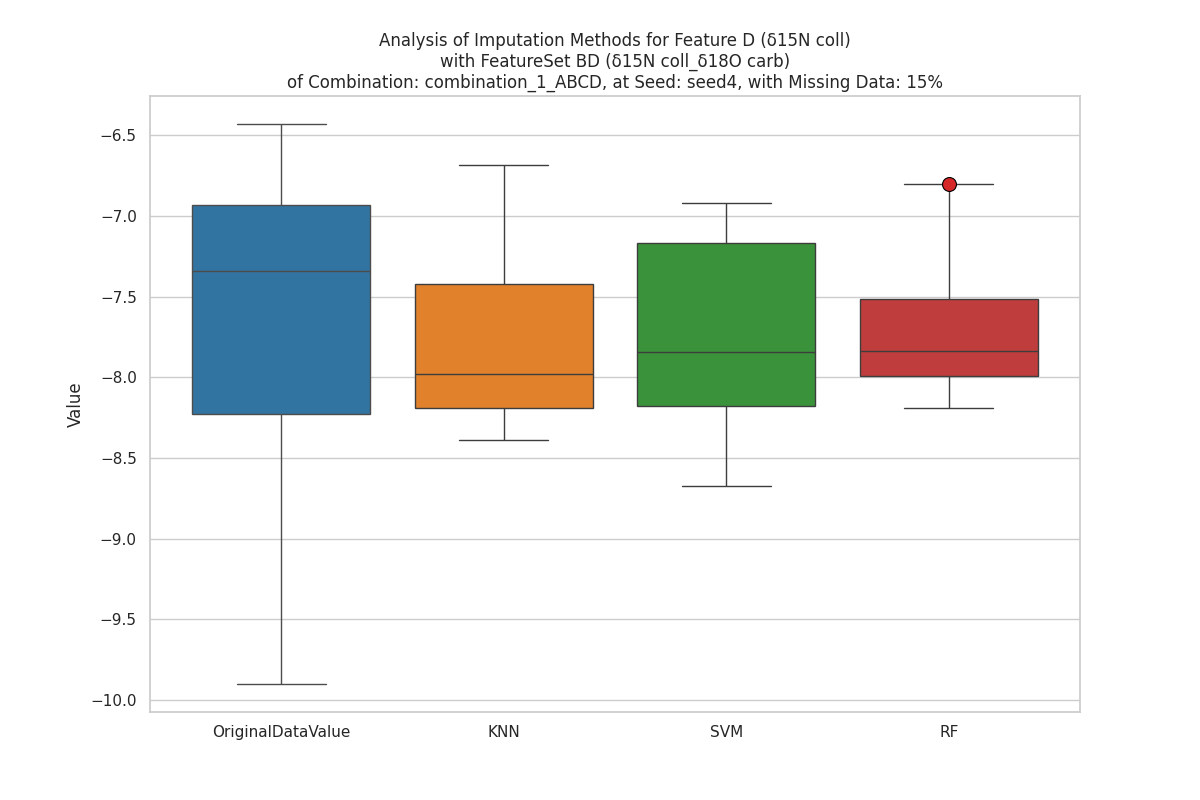 Analysis of Imputation Methods for Feature D (δ15N coll)
with FeatureSet BD (δ15N coll_δ18O carb)
of Combination: combination_1_ABCD, at Seed: seed4, with Missing Data: 15%
Value
−6.5
−7.0
−7.5
−8.0
−8.5
−9.0
−9.5
−10.0
OriginalDataValue
KNN
SVM
RF